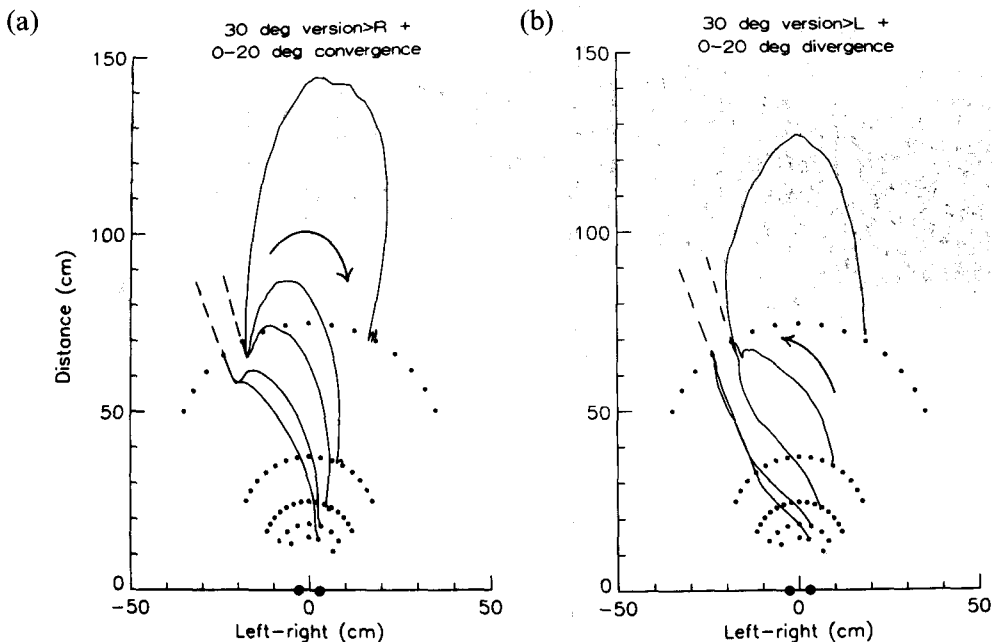 (a)
30 deg version>R +
0-20 deg convergence
150
100
50
0
Distance (cm)
-50
0
50
Left-right (cm)
(b)
30 deg version>L +
0-20 deg divergence
150
100
50
0
-50
0
50
Left-right (cm)